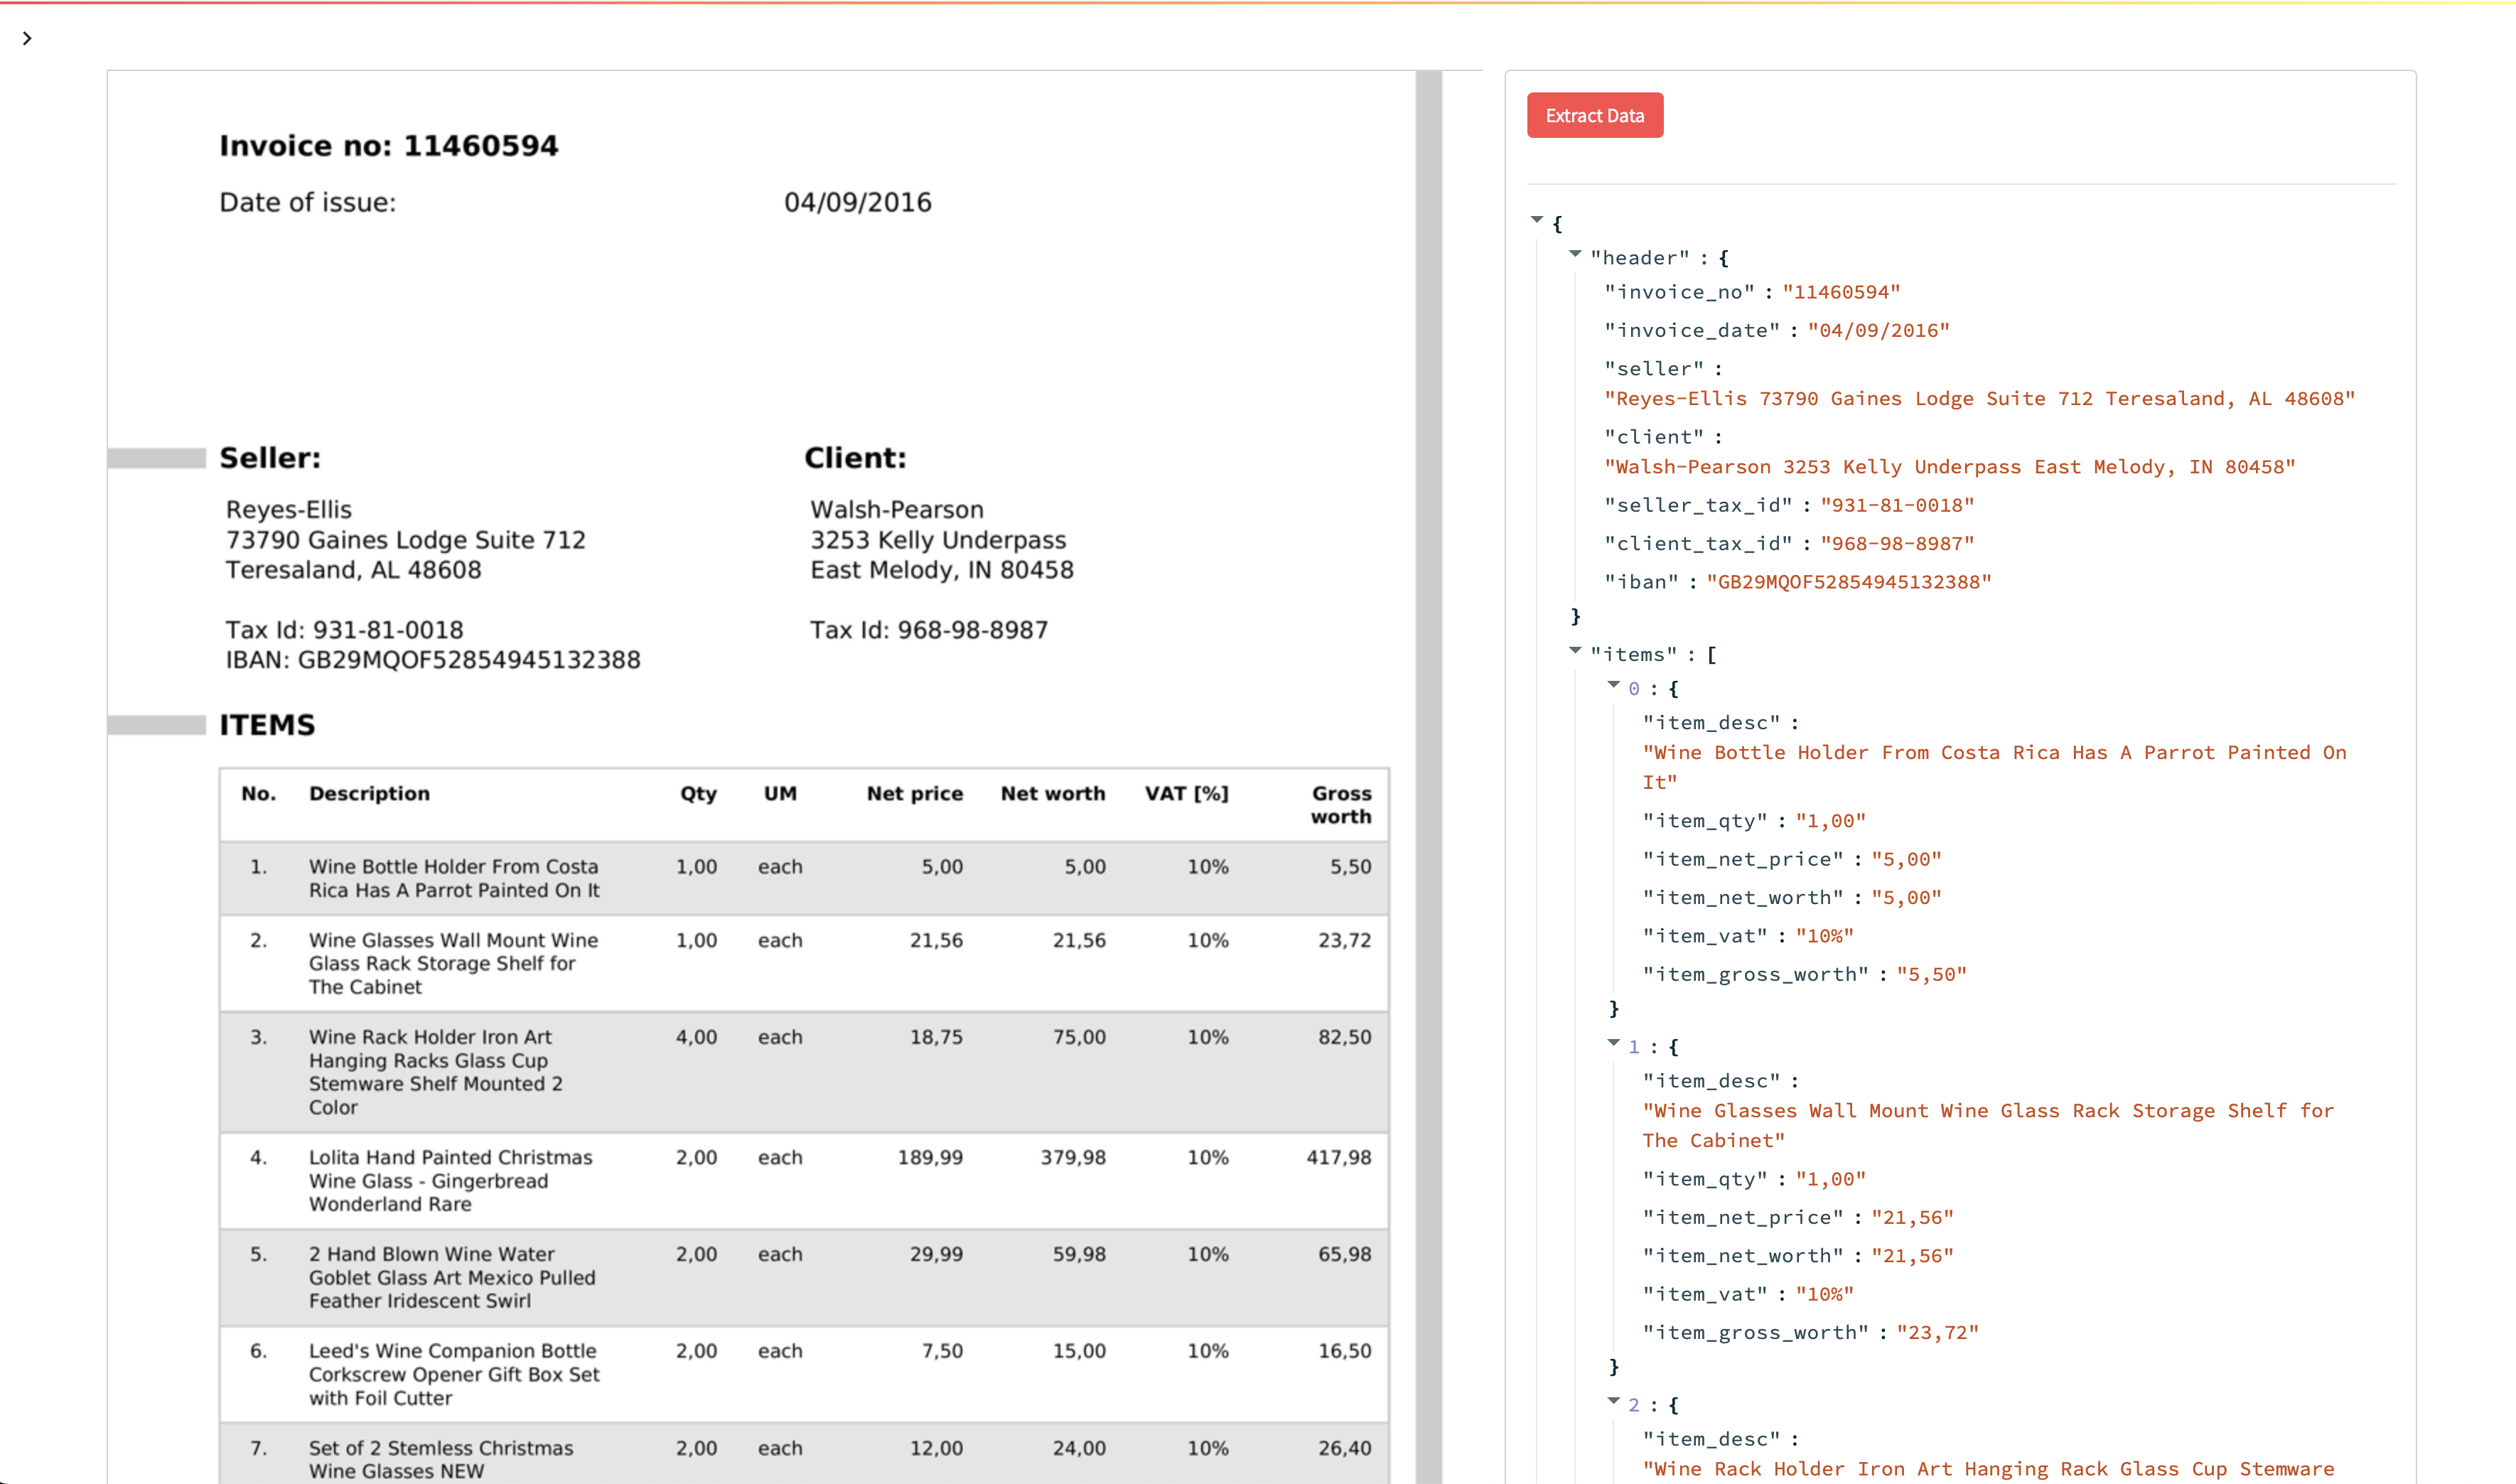 Invoice no: 11460594
Date of issue: 04/09/2016
Seller:
Reyes-Ellis
73790 Gaines Lodge Suite 712
Teresaland, AL 48608
Tax Id: 931-81-0018
IBAN: GB29MQOF52854945132388
Client:
Walsh-Pearson
3253 Kelly Underpass
East Melody, IN 80458
Tax Id: 968-98-8987
ITEMS
No. Description Qty UM Net price Net worth VAT [%] Gross
worth
1. Wine Bottle Holder From Costa 1,00 each 5,00 5,00 10% 5,50
Rica Has A Parrot Painted On It
2. Wine Glasses Wall Mount Wine 1,00 each 21,56 21,56 10% 23,72
Glass Rack Storage Shelf for
The Cabinet
3. Wine Rack Holder Iron Art 4,00 each 18,75 75,00 10% 82,50
Hanging Racks Glass Cup
Stemware Shelf Mounted 2
Color
4. Lolita Hand Painted Christmas 2,00 each 189,99 379,98 10% 417,98
Wine Glass - Gingerbread
Wonderland Rare
5. 2 Hand Blown Wine Water 2,00 each 29,99 59,98 10% 65,98
Goblet Glass Art Mexico Pulled
Feather Iridescent Swirl
6. Leed's Wine Companion Bottle 2,00 each 7,50 15,00 10% 16,50
Corkscrew Opener Gift Box Set
with Foil Cutter
7. Set of 2 Stemless Christmas 2,00 each 12,00 24,00 10% 26,40
Wine Glasses NEW
Extract Data
{
"header" : {
"invoice_no" : "11460594"
"invoice_date" : "04/09/2016"
"seller" :
"Reyes-Ellis 73790 Gaines Lodge Suite 712 Teresaland, AL 48608"
"client" :
"Walsh-Pearson 3253 Kelly Underpass East Melody, IN 80458"
"seller_tax_id" : "931-81-0018"
"client_tax_id" : "968-98-8987"
"iban" : "GB29MQOF52854945132388"
}
"items" : [
0 : {
"item_desc" :
"Wine Bottle Holder From Costa Rica Has A Parrot Painted On
It"
"item_qty" : "1,00"
"item_net_price" : "5,00"
"item_net_worth" : "5,00"
"item_vat" : "10%"
"item_gross_worth" : "5,50"
}
1 : {
"item_desc" :
"Wine Glasses Wall Mount Wine Glass Rack Storage Shelf for
The Cabinet"
"item_qty" : "1,00"
"item_net_price" : "21,56"
"item_net_worth" : "21,56"
"item_vat" : "10%"
"item_gross_worth" : "23,72"
}
2 : {
"item_desc" :
"Wine Rack Holder Iron Art Hanging Rack Glass Cup Stemware